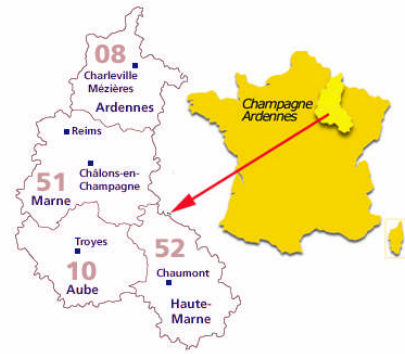 08
Charleville
Mézières
Ardennes
Reims
Châlons-en-
Champagne
51
Marne
Troyes
10
Aube
52
Chaumont
Haute-
Marne
Champagne
Ardennes